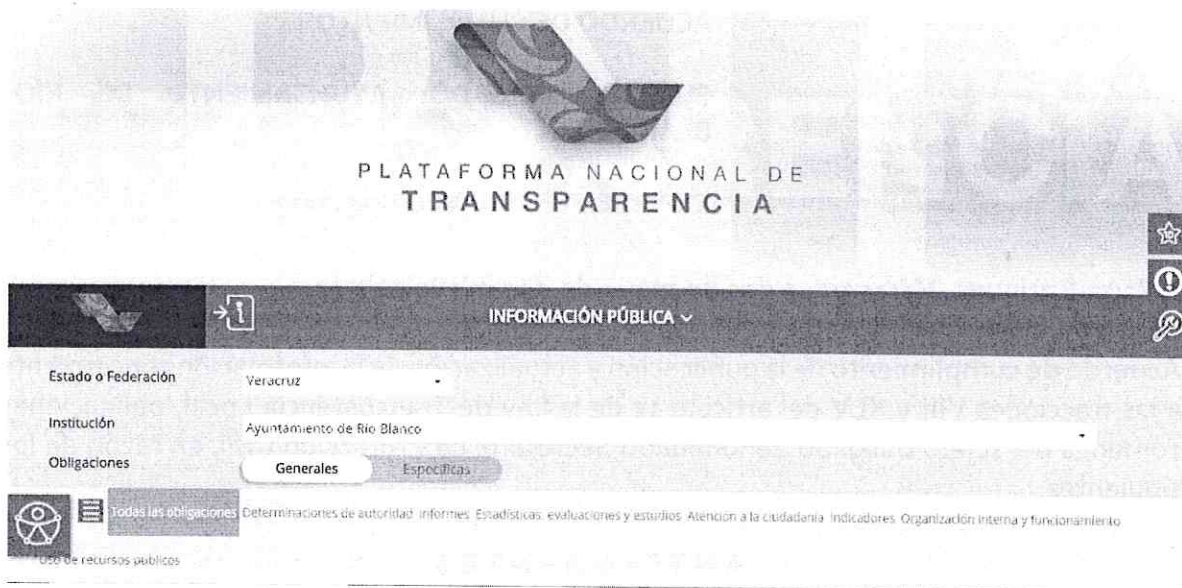 PLATAFORMA NACIONAL DE
TRANSPARENCIA
INFORMACIÓN PÚBLICA
Estado o Federación
Veracruz
Institución
Ayuntamiento de Río Blanco
Obligaciones
Generales
Específicas
Todas las obligaciones Determinaciones de autoridad Informes Estadísticas, evaluaciones y estudios Atención a la ciudadanía Indicadores Organización interna y funcionamiento
Uso de recursos públicos